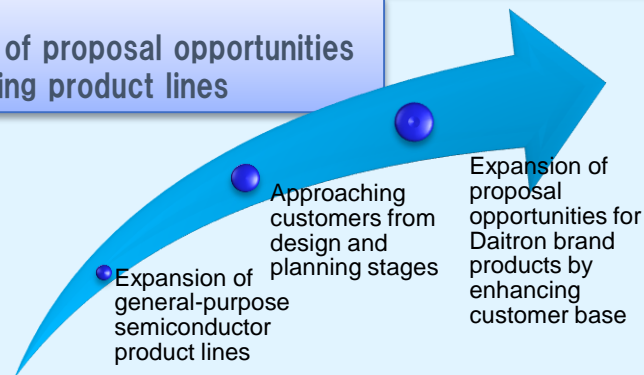 of proposal opportunities
ing product lines
Expansion of
general-purpose
semiconductor
product lines
Approaching
customers from
design and
planning stages
Expansion of
proposal
opportunities for
Daitron brand
products by
enhancing
customer base